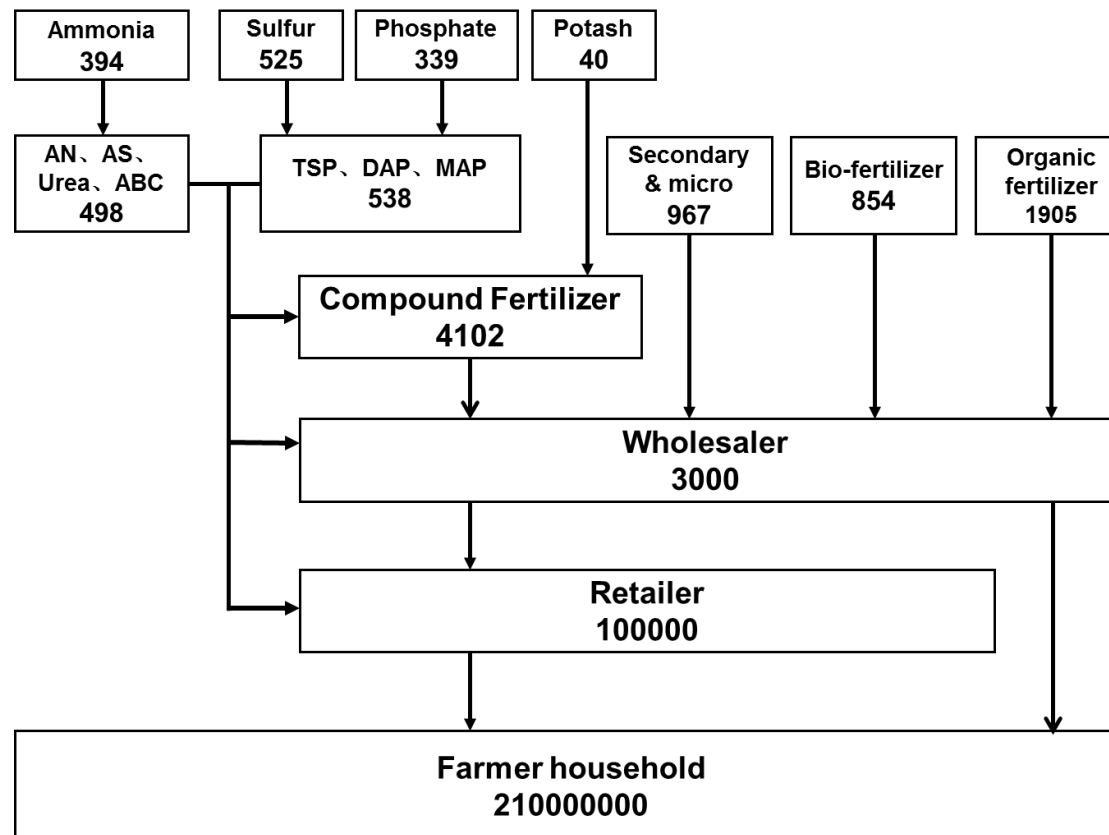 Ammonia
394
Sulfur
525
Phosphate
339
Potash
40
AN、AS、
Urea、ABC
498
TSP、DAP、MAP
538
Secondary
& micro
967
Bio-fertilizer
854
Organic
fertilizer
1905
Compound Fertilizer
4102
Wholesaler
3000
Retailer
100000
Farmer household
210000000